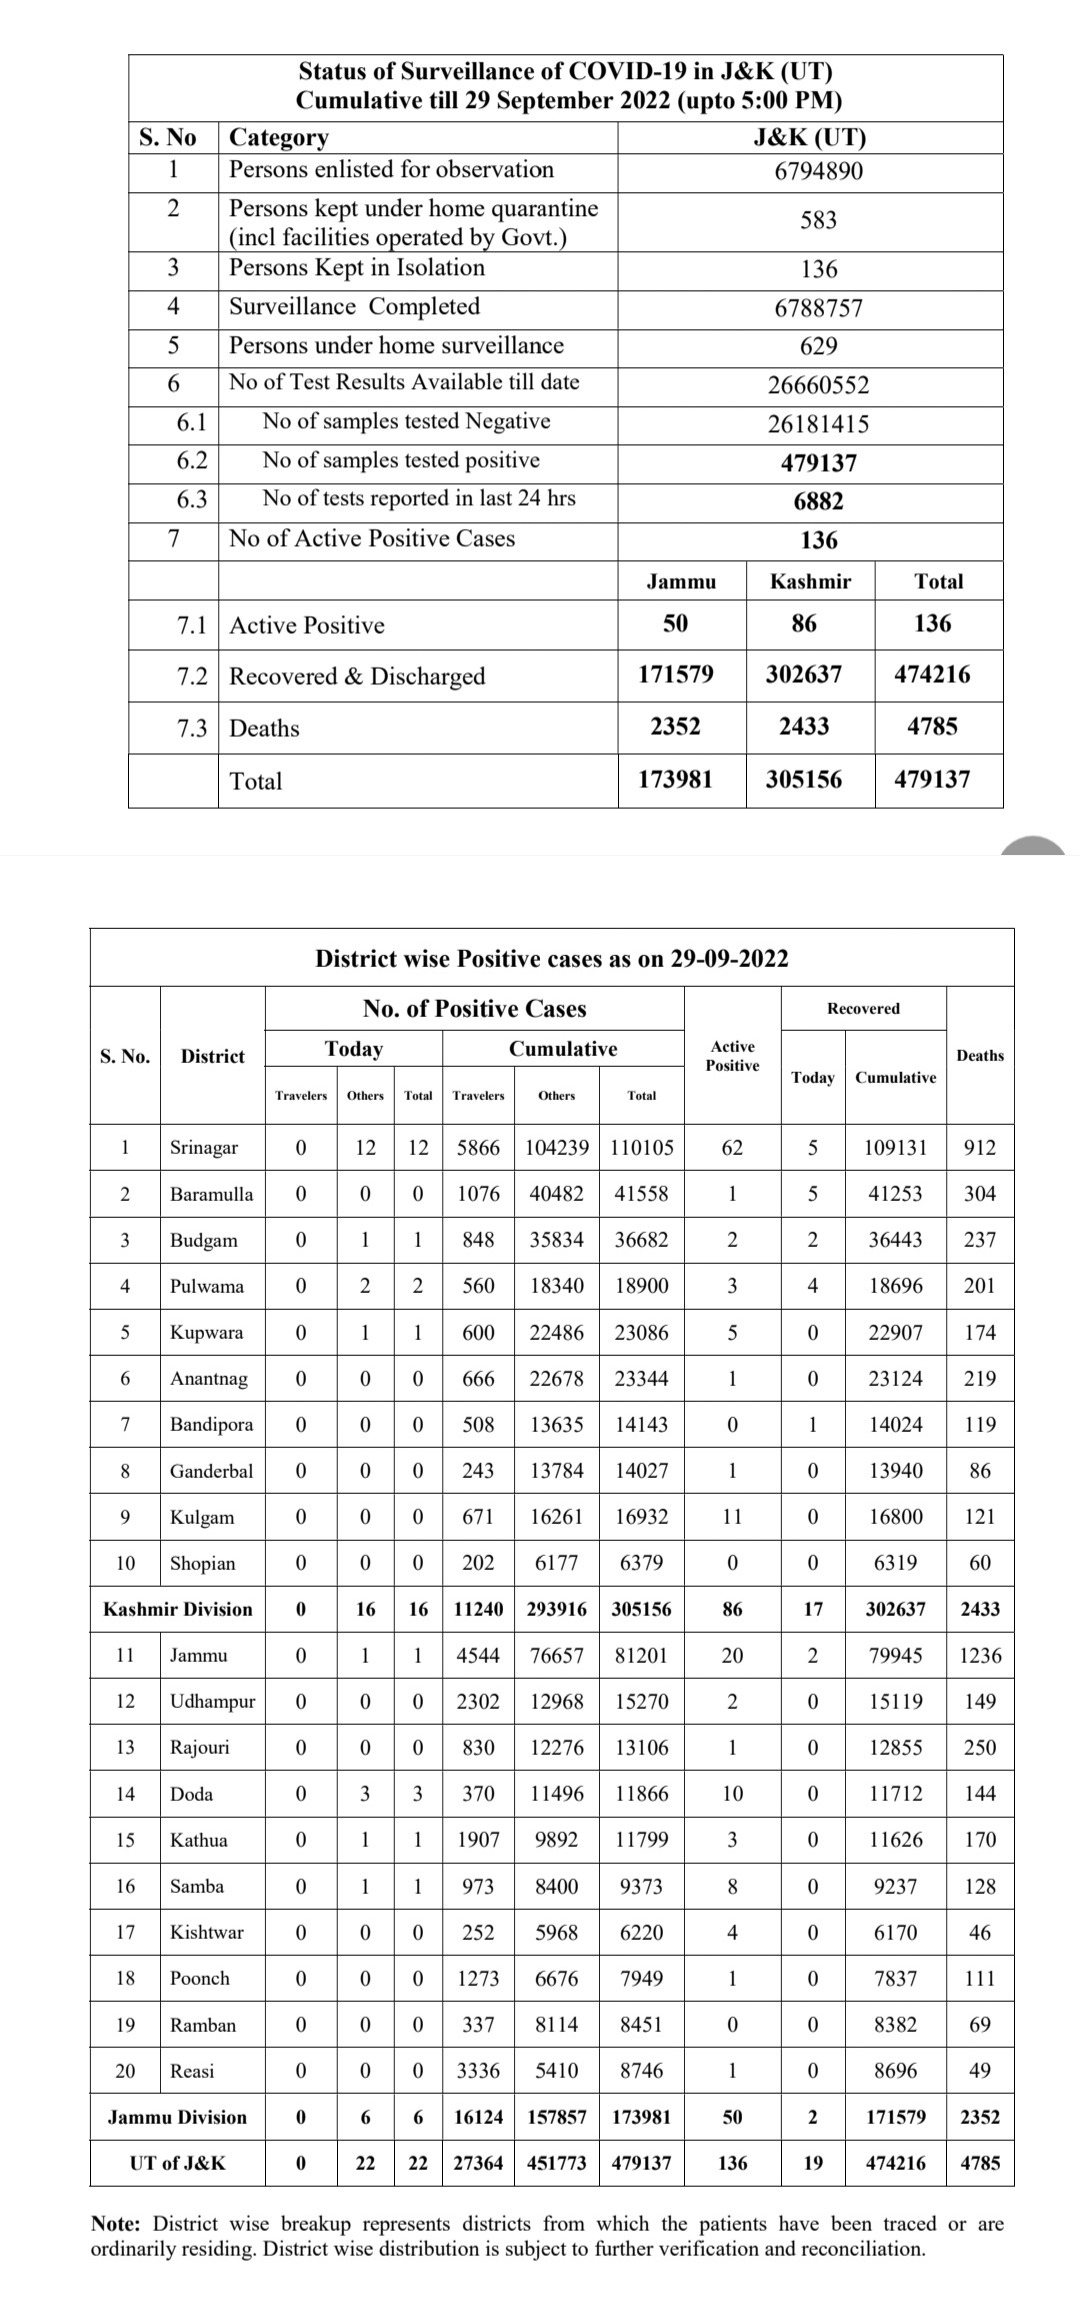 Status of Surveillance of COVID-19 in J&K (UT)
Cumulative till 29 September 2022 (upto 5:00 PM)
S. No Category J&K (UT)
1 Persons enlisted for observation 6794890
2 Persons kept under home quarantine
(incl facilities operated by Govt.) 583
3 Persons Kept in Isolation 136
4 Surveillance Completed 6788757
5 Persons under home surveillance 629
6 No of Test Results Available till date 26660552
6.1 No of samples tested Negative 26181415
6.2 No of samples tested positive 479137
6.3 No of tests reported in last 24 hrs 6882
7 No of Active Positive Cases 136
Jammu Kashmir Total
7.1 Active Positive 50 86 136
7.2 Recovered & Discharged 171579 302637 474216
7.3 Deaths 2352 2433 4785
Total 173981 305156 479137
District wise Positive cases as on 29-09-2022
S. No. District No. of Positive Cases Active Positive Recovered Deaths
Today Cumulative Today Cumulative
Travelers Others Total Travelers Others Total
1 Srinagar 0 12 12 5866 104239 110105 62 5 109131 912
2 Baramulla 0 0 0 1076 40482 41558 1 5 41253 304
3 Budgam 0 1 1 848 35834 36682 2 2 36443 237
4 Pulwama 0 2 2 560 18340 18900 3 4 18696 201
5 Kupwara 0 1 1 600 22486 23086 5 0 22907 174
6 Anantnag 0 0 0 666 22678 23344 1 0 23124 219
7 Bandipora 0 0 0 508 13635 14143 0 1 14024 119
8 Ganderbal 0 0 0 243 13784 14027 1 0 13940 86
9 Kulgam 0 0 0 671 16261 16932 11 0 16800 121
10 Shopian 0 0 0 202 6177 6379 0 0 6319 60
Kashmir Division 0 16 16 11240 293916 305156 86 17 302637 2433
11 Jammu 0 1 1 4544 76657 81201 20 2 79945 1236
12 Udhampur 0 0 0 2302 12968 15270 2 0 15119 149
13 Rajouri 0 0 0 830 12276 13106 1 0 12855 250
14 Doda 0 3 3 370 11496 11866 10 0 11712 144
15 Kathua 0 1 1 1907 9892 11799 3 0 11626 170
16 Samba 0 1 1 973 8400 9373 8 0 9237 128
17 Kishtwar 0 0 0 252 5968 6220 4 0 6170 46
18 Poonch 0 0 0 1273 6676 7949 1 0 7837 111
19 Ramban 0 0 0 337 8114 8451 0 0 8382 69
20 Reasi 0 0 0 3336 5410 8746 1 0 8696 49
Jammu Division 0 6 6 16124 157857 173981 50 2 171579 2352
UT of J&K 0 22 22 27364 451773 479137 136 19 474216 4785
Note: District wise breakup represents districts from which the patients have been traced or are
ordinarily residing. District wise distribution is subject to further verification and reconciliation.